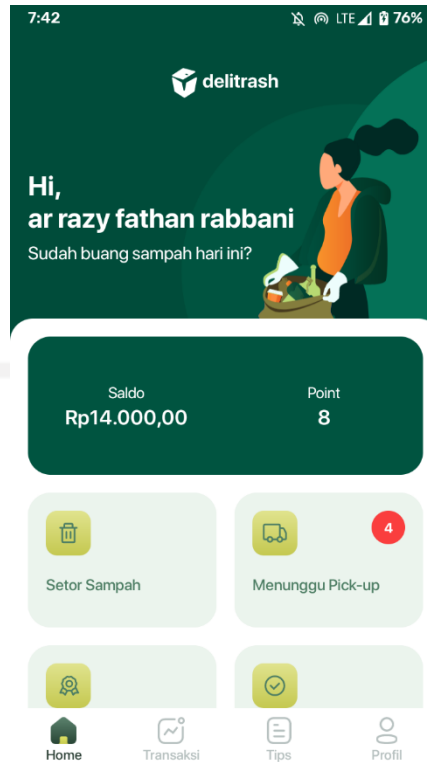 7:42
LTE 76%
delitrash
Hi,
ar razy fathan rabbani
Sudah buang sampah hari ini?
Saldo
Point
Rp14.000,00
8
4
Setor Sampah
Menunggu Pick-up
Home
Transaksi
Tips
Profil